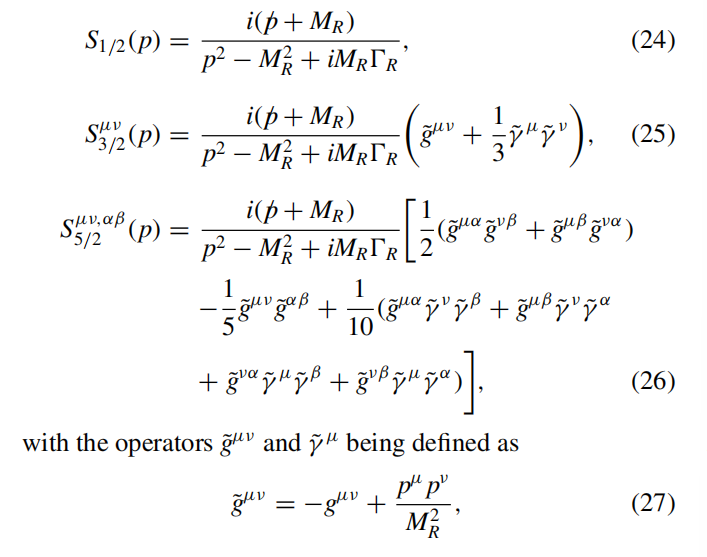 S_{1/2}(p) = \frac{i(\not{p} + M_R)}{p^2 - M_R^2 + iM_R\Gamma_R}, (24)
S_{3/2}^{\mu\nu}(p) = \frac{i(\not{p} + M_R)}{p^2 - M_R^2 + iM_R\Gamma_R} \left( \tilde{g}^{\mu\nu} + \frac{1}{3}\tilde{\gamma}^\mu\tilde{\gamma}^\nu \right), (25)
S_{5/2}^{\mu\nu,\alpha\beta}(p) = \frac{i(\not{p} + M_R)}{p^2 - M_R^2 + iM_R\Gamma_R} \Bigg[ \frac{1}{2}(\tilde{g}^{\mu\alpha}\tilde{g}^{\nu\beta} + \tilde{g}^{\mu\beta}\tilde{g}^{\nu\alpha})
-\frac{1}{5}\tilde{g}^{\mu\nu}\tilde{g}^{\alpha\beta} + \frac{1}{10}(\tilde{g}^{\mu\alpha}\tilde{\gamma}^\nu\tilde{\gamma}^\beta + \tilde{g}^{\mu\beta}\tilde{\gamma}^\nu\tilde{\gamma}^\alpha
+ \tilde{g}^{\nu\alpha}\tilde{\gamma}^\mu\tilde{\gamma}^\beta + \tilde{g}^{\nu\beta}\tilde{\gamma}^\mu\tilde{\gamma}^\alpha) \Bigg], (26)
with the operators \tilde{g}^{\mu\nu} and \tilde{\gamma}^\mu being defined as
\tilde{g}^{\mu\nu} = -g^{\mu\nu} + \frac{p^\mu p^\nu}{M_R^2}, (27)